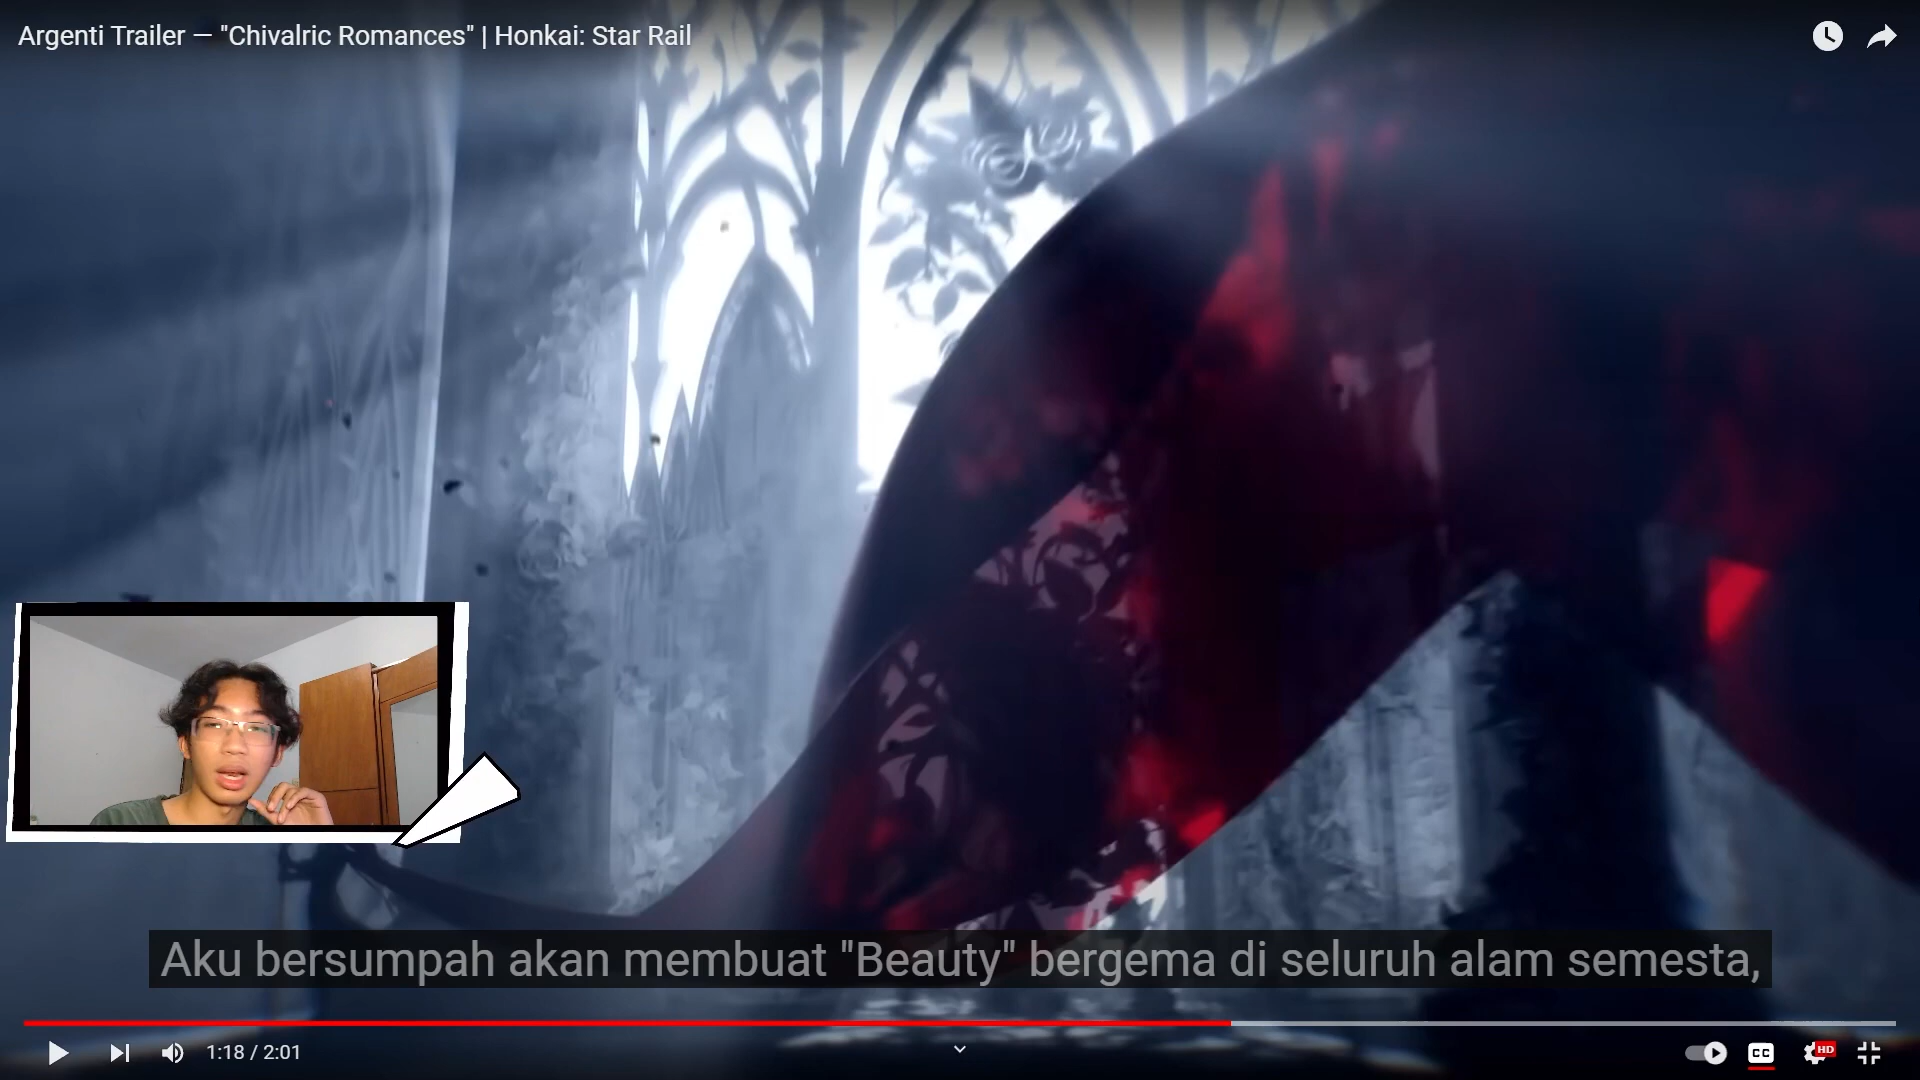 Argenti Trailer — "Chivalric Romances" | Honkai: Star Rail
Aku bersumpah akan membuat "Beauty" bergema di seluruh alam semesta,
1:18 / 2:01
CC
HD